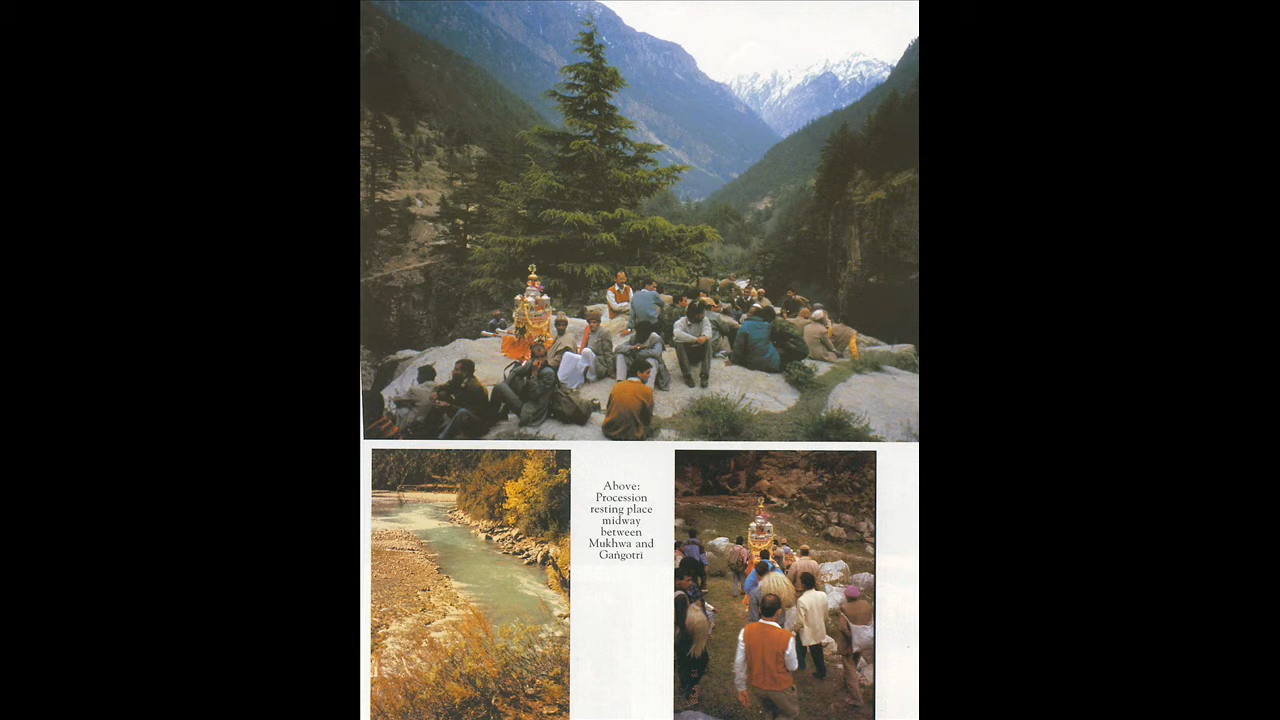 Above:
Procession
resting place
midway
between
Mukhwa and
Gaṅgotri